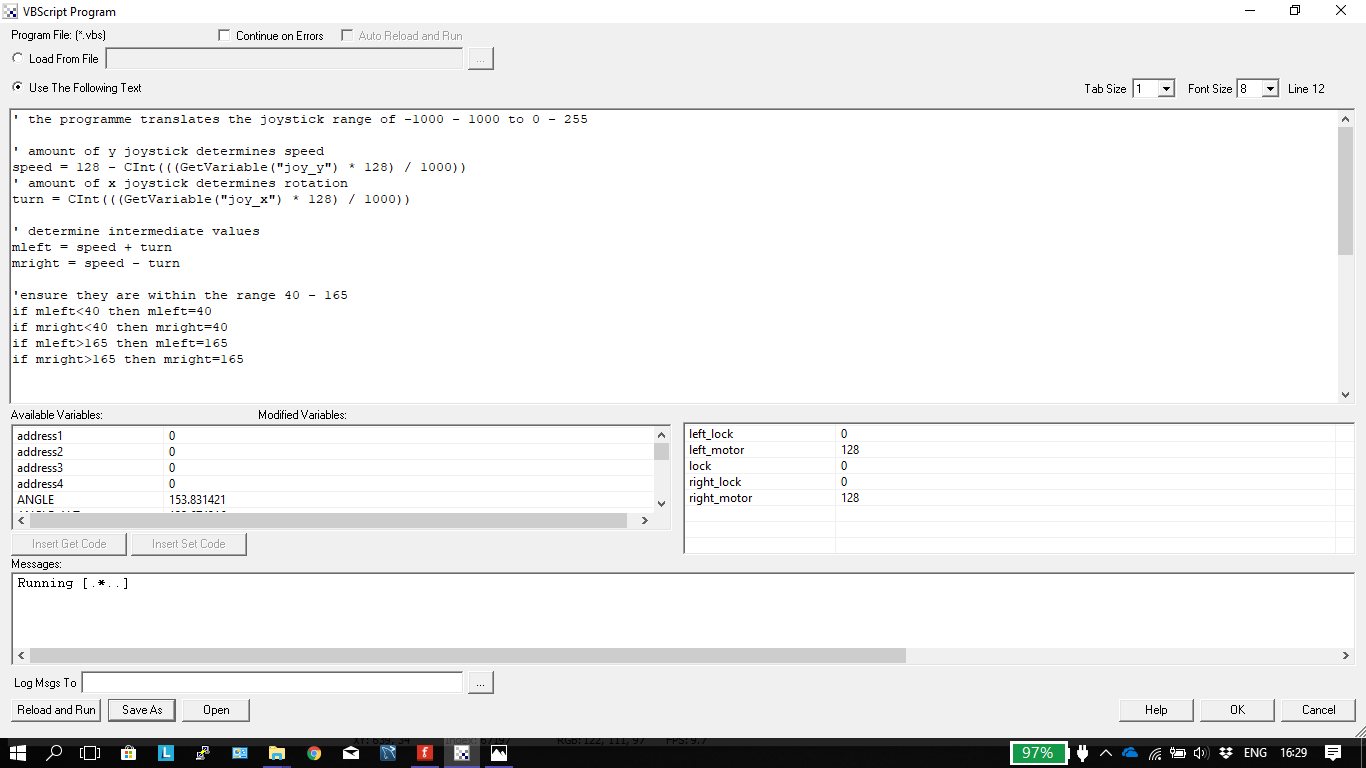 VBScript Program
Program File: (*.vbs)
Continue on Errors
Auto Reload and Run
Load From File
...
Use The Following Text
Tab Size 1
Font Size 8
Line 12
' the programme translates the joystick range of -1000 - 1000 to 0 - 255
' amount of y joystick determines speed
speed = 128 - CInt(((GetVariable("joy_y") * 128) / 1000))
' amount of x joystick determines rotation
turn = CInt(((GetVariable("joy_x") * 128) / 1000))
' determine intermediate values
mleft = speed + turn
mright = speed - turn
'ensure they are within the range 40 - 165
if mleft<40 then mleft=40
if mright<40 then mright=40
if mleft>165 then mleft=165
if mright>165 then mright=165
Available Variables:
Modified Variables:
address1 0
address2 0
address3 0
address4 0
ANGLE 153.831421
left_lock 0
left_motor 128
lock 0
right_lock 0
right_motor 128
Insert Get Code
Insert Set Code
Messages:
Running [.*..]
Log Msgs To
...
Reload and Run
Save As
Open
Help
OK
Cancel
97%
ENG
16:29